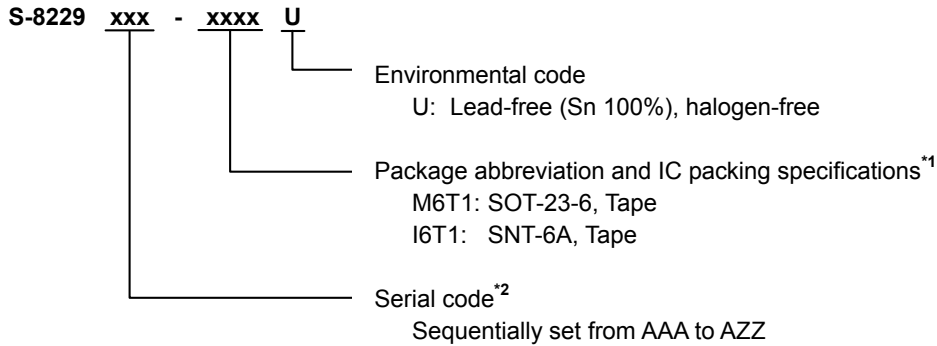 S-8229 xxx - xxxx U
Environmental code
U: Lead-free (Sn 100%), halogen-free
Package abbreviation and IC packing specifications*1
M6T1: SOT-23-6, Tape
I6T1: SNT-6A, Tape
Serial code*2
Sequentially set from AAA to AZZ